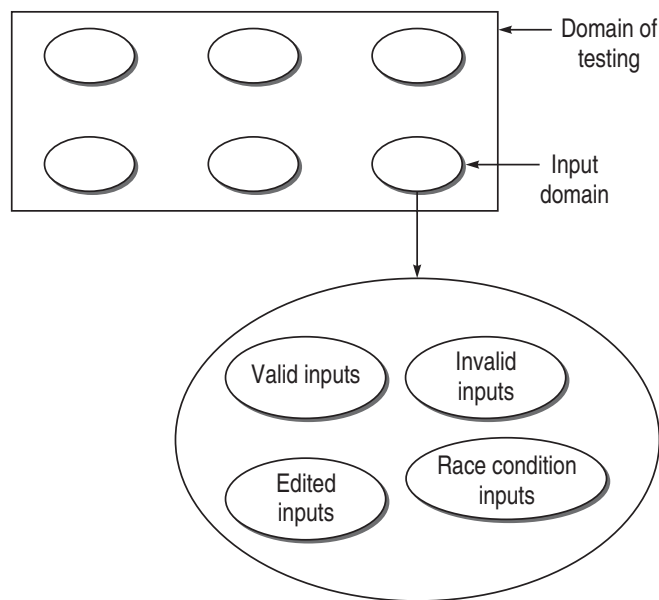 Domain of
testing
Input
domain
Valid inputs
Invalid
inputs
Edited
inputs
Race condition
inputs